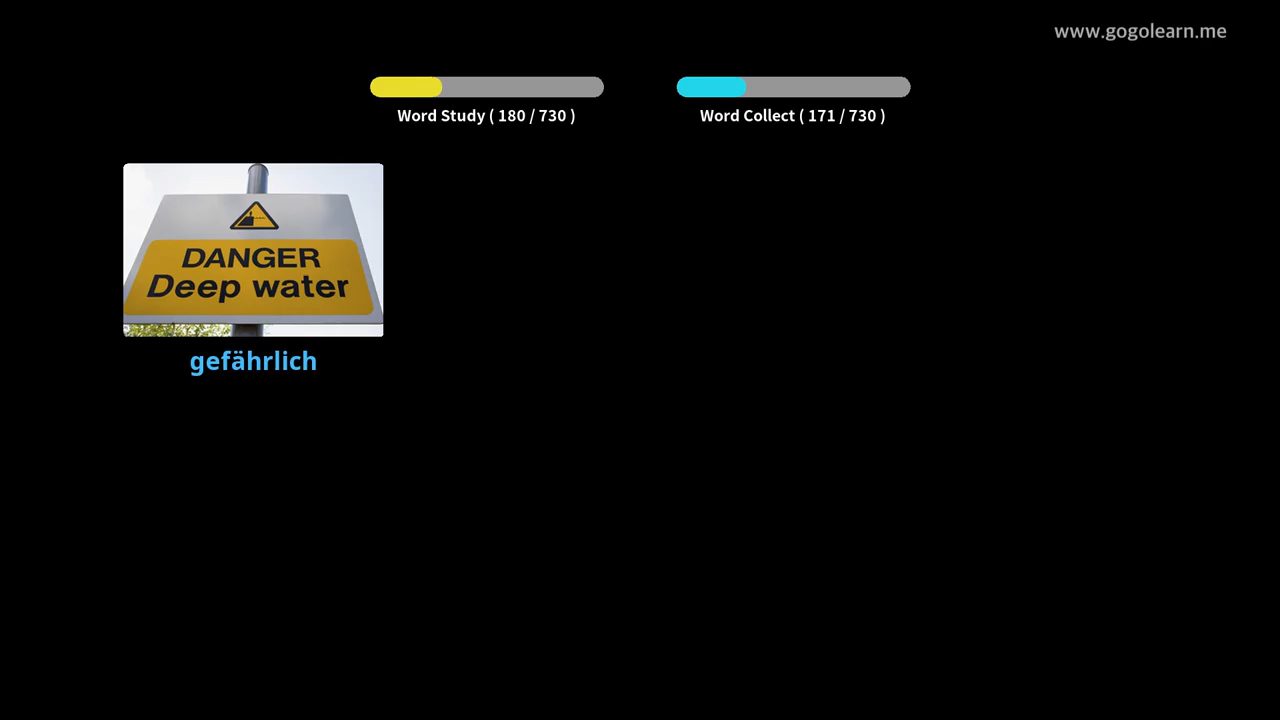 www.gogolearn.me
Word Study ( 180 / 730 )
Word Collect ( 171 / 730 )
DANGER
Deep water
gefährlich